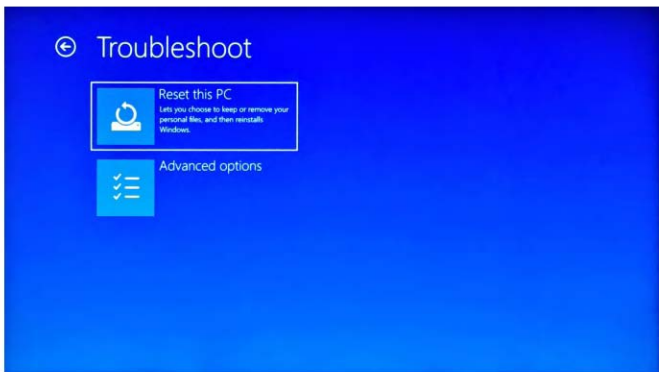 Troubleshoot
Reset this PC
Lets you choose to keep or remove your
personal files, and then reinstalls
Windows.
Advanced options